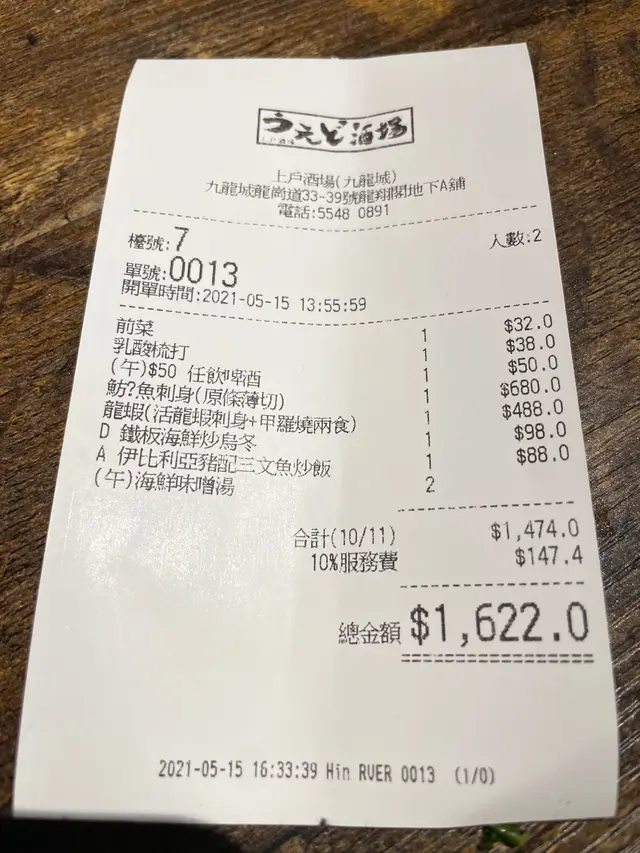 うえど酒場
上戸酒場(九龍城)
九龍城龍崗道33-39號龍翔閣地下A舖
電話:5548 0891
檯號:7 人數:2
單號:0013
開單時間:2021-05-15 13:55:59
前菜 1 $32.0
乳酸梳打 1 $38.0
(午)$50 任飲啤酒 1 $50.0
魴?魚刺身(原條薄切) 1 $680.0
龍蝦(活龍蝦刺身+甲羅燒兩食) 1 $488.0
D 鐵板海鮮炒烏冬 1 $98.0
A 伊比利亞豬配三文魚炒飯 1 $88.0
(午)海鮮味噌湯 2
合計(10/11) $1,474.0
10%服務費 $147.4
總金額 $1,622.0
2021-05-15 16:33:39 Hin RVER 0013 (1/0)